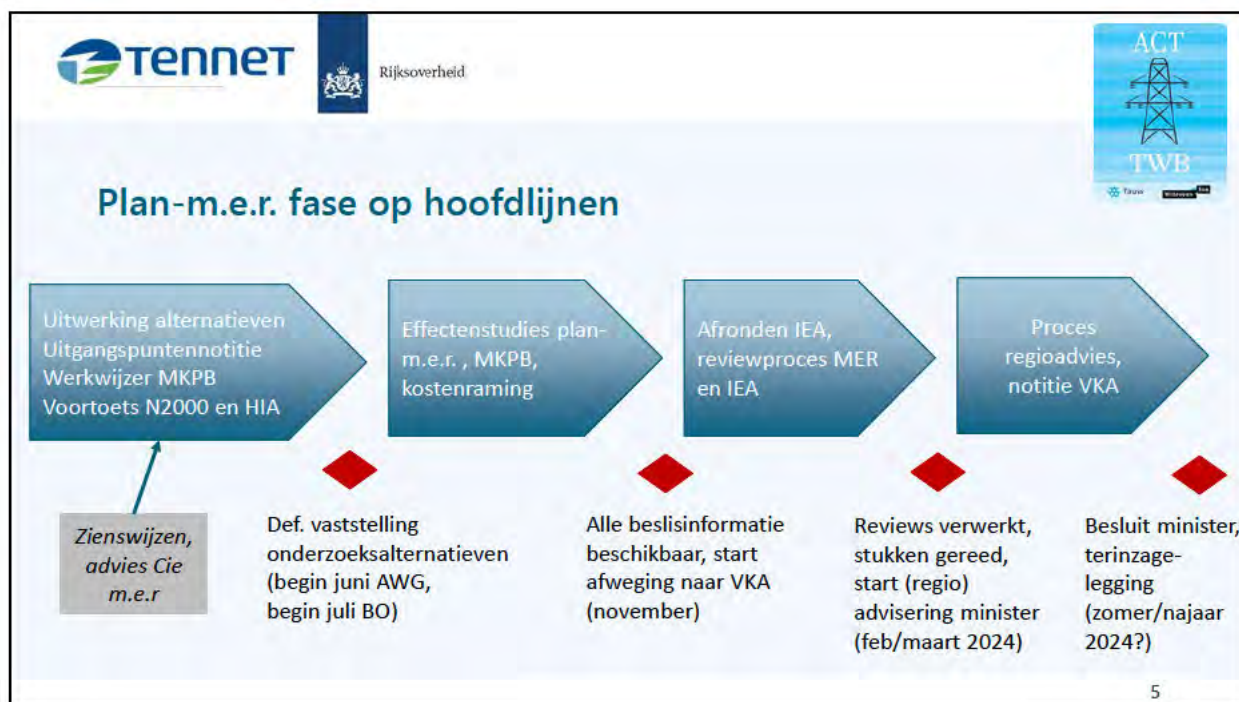 TenneT
Rijksoverheid
ACT
TWB
Tauw
Plan-m.e.r. fase op hoofdlijnen
Uitwerking alternatieven
Uitgangspuntennotitie
Werkwijzer MKPB
Voortoets N2000 en HIA
Effectenstudies plan-
m.e.r. , MKPB,
kostenraming
Afronden IEA,
reviewproces MER
en IEA
Proces
regioadvies,
notitie VKA
Zienswijzen,
advies Cie
m.e.r
Def. vaststelling
onderzoeksalternatieven
(begin juni AWG,
begin juli BO)
Alle beslisinformatie
beschikbaar, start
afweging naar VKA
(november)
Reviews verwerkt,
stukken gereed,
start (regio)
advisering minister
(feb/maart 2024)
Besluit minister,
terinzage-
legging
(zomer/najaar
2024?)
5